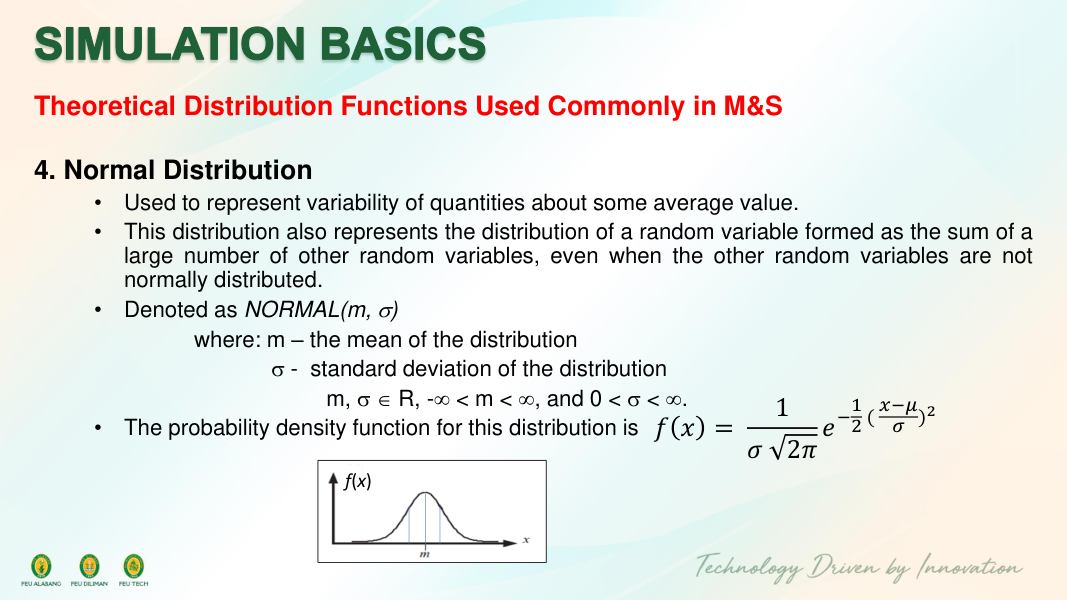 SIMULATION BASICS
Theoretical Distribution Functions Used Commonly in M&S
4. Normal Distribution
• Used to represent variability of quantities about some average value.
• This distribution also represents the distribution of a random variable formed as the sum of a
large number of other random variables, even when the other random variables are not
normally distributed.
• Denoted as NORMAL(m, σ)
where: m – the mean of the distribution
σ - standard deviation of the distribution
m, σ ∈ R, -∞ < m < ∞, and 0 < σ < ∞.
• The probability density function for this distribution is f(x) = 1/(σ √2π) e^(−1/2 ((x−μ)/σ)^2)
f(x)
x
m
FEU ALABANG FEU DILIMAN FEU TECH
Technology Driven by Innovation